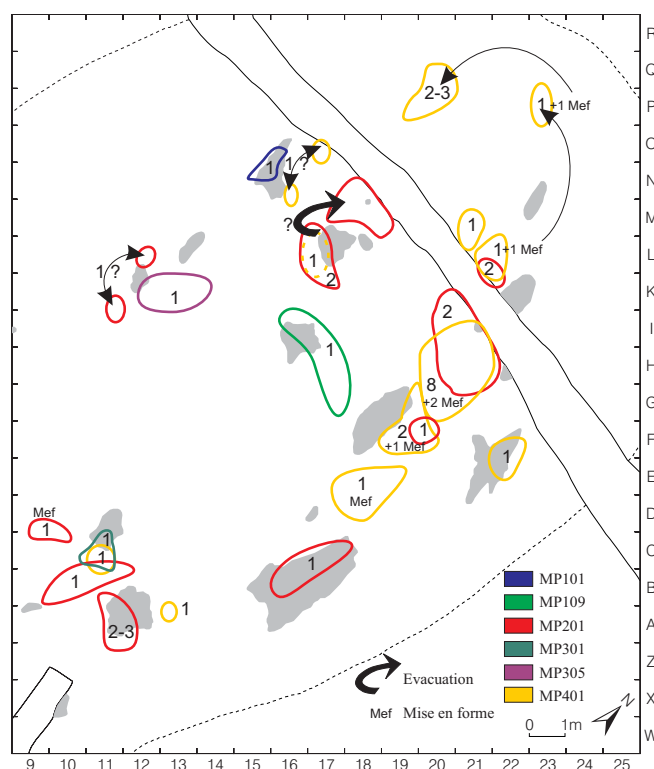 R
Q
2-3
P
1 +1 Mef
O
1 1 ?
N
?
M
1
1 +1 Mef
L
1 ?
1
2
2
K
1
2
I
1
H
8
+2 Mef
G
2 1
+1 Mef
F
1
E
1
Mef
D
Mef
1
1
C
1
1
1
B
MP101
MP109
1
A
2-3
MP201
MP301
Z
MP305
Evacuation
MP401
X
Mef Mise en forme
N
0 1m
W
9 10 11 12 13 14 15 16 17 18 19 20 21 22 23 24 25